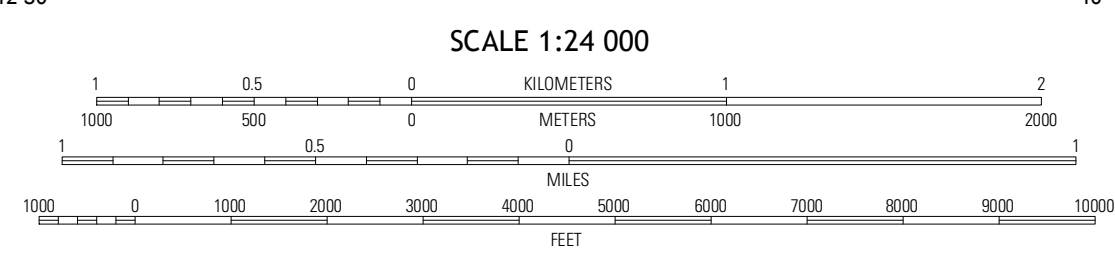 SCALE 1:24 000
1 0.5 0 KILOMETERS 1 2
1000 500 0 METERS 1000 2000
1 0.5 0 1
MILES
1000 0 1000 2000 3000 4000 5000 6000 7000 8000 9000 10000
FEET